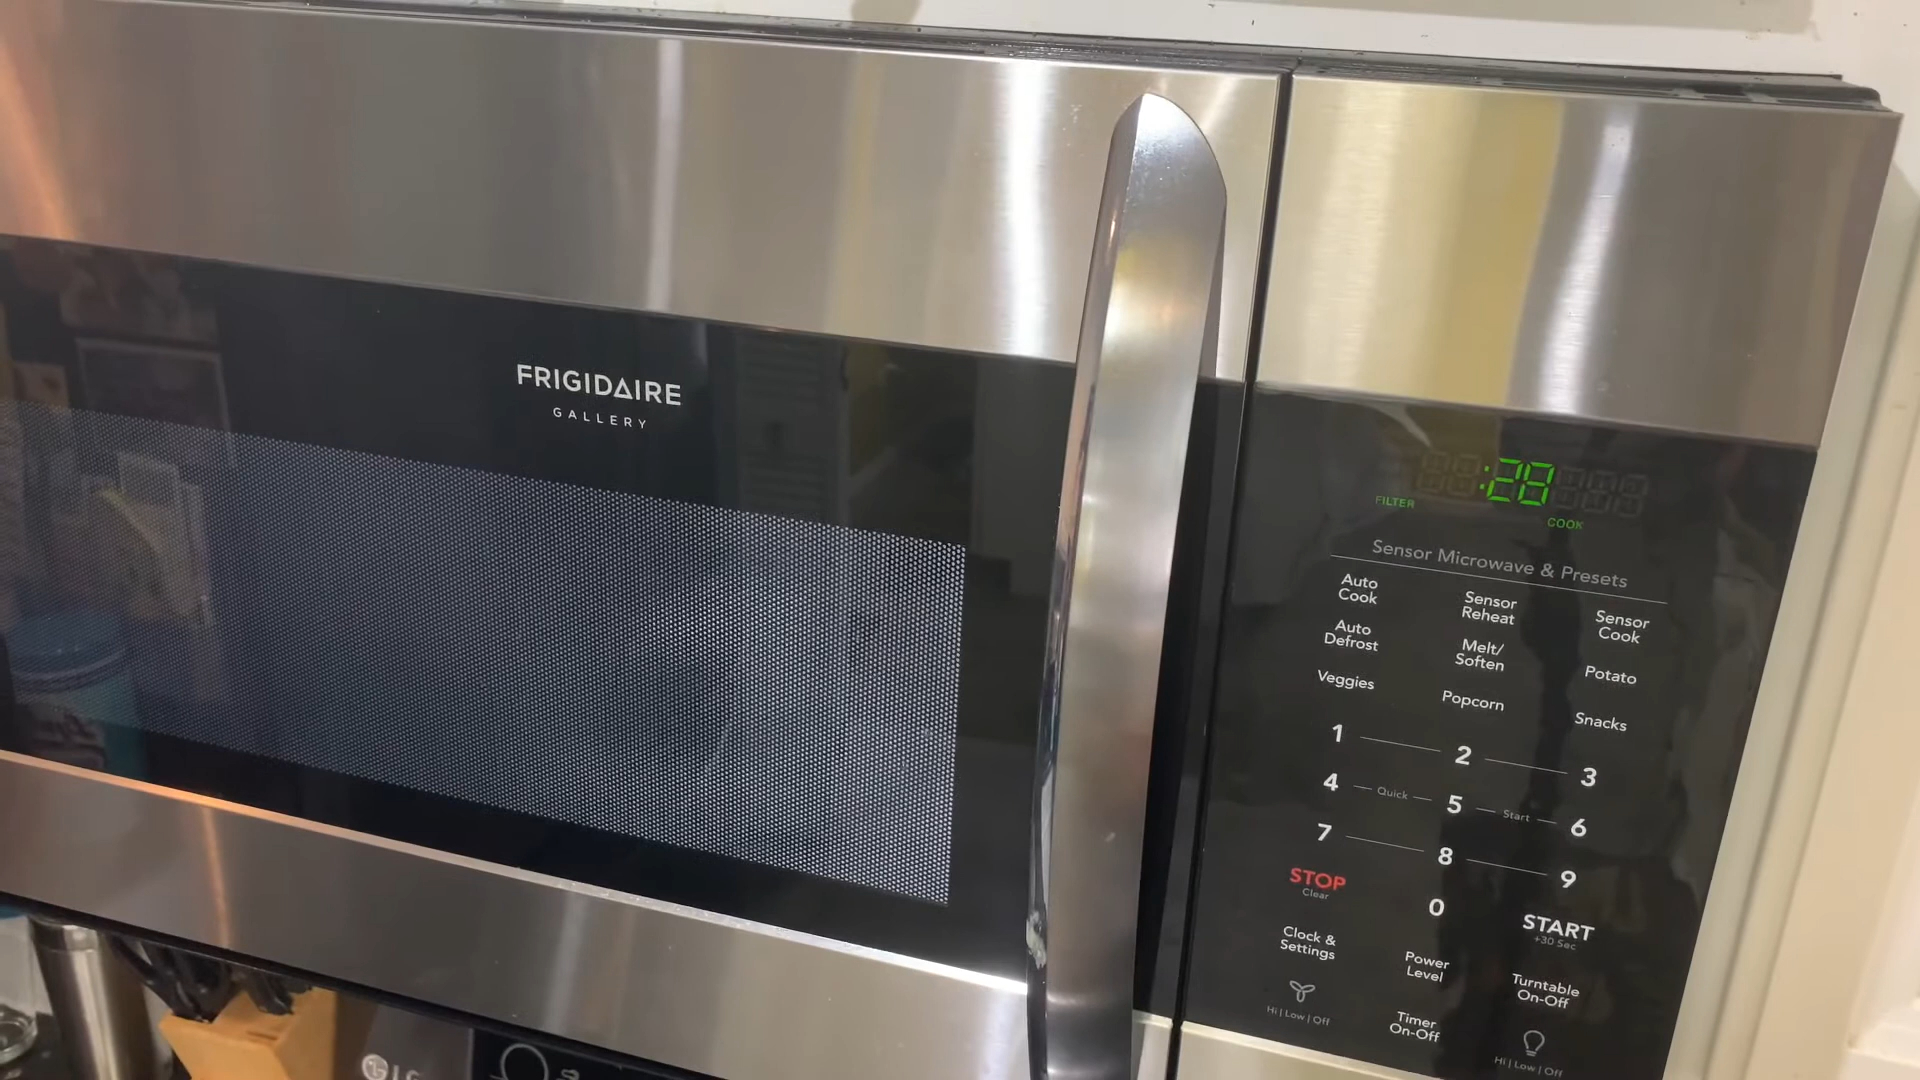 FRIGIDAIRE
GALLERY
:28
FILTER
COOK
Sensor Microwave & Presets
Auto
Cook
Sensor
Reheat
Sensor
Cook
Auto
Defrost
Melt/
Soften
Potato
Veggies
Popcorn
Snacks
1 2 3
4 Quick 5 Start 6
7 8 9
STOP
Clear
0
START
+30 Sec
Clock &
Settings
Power
Level
Turntable
On-Off
Hi | Low | Off
Timer
On-Off
Hi | Low | Off
LG